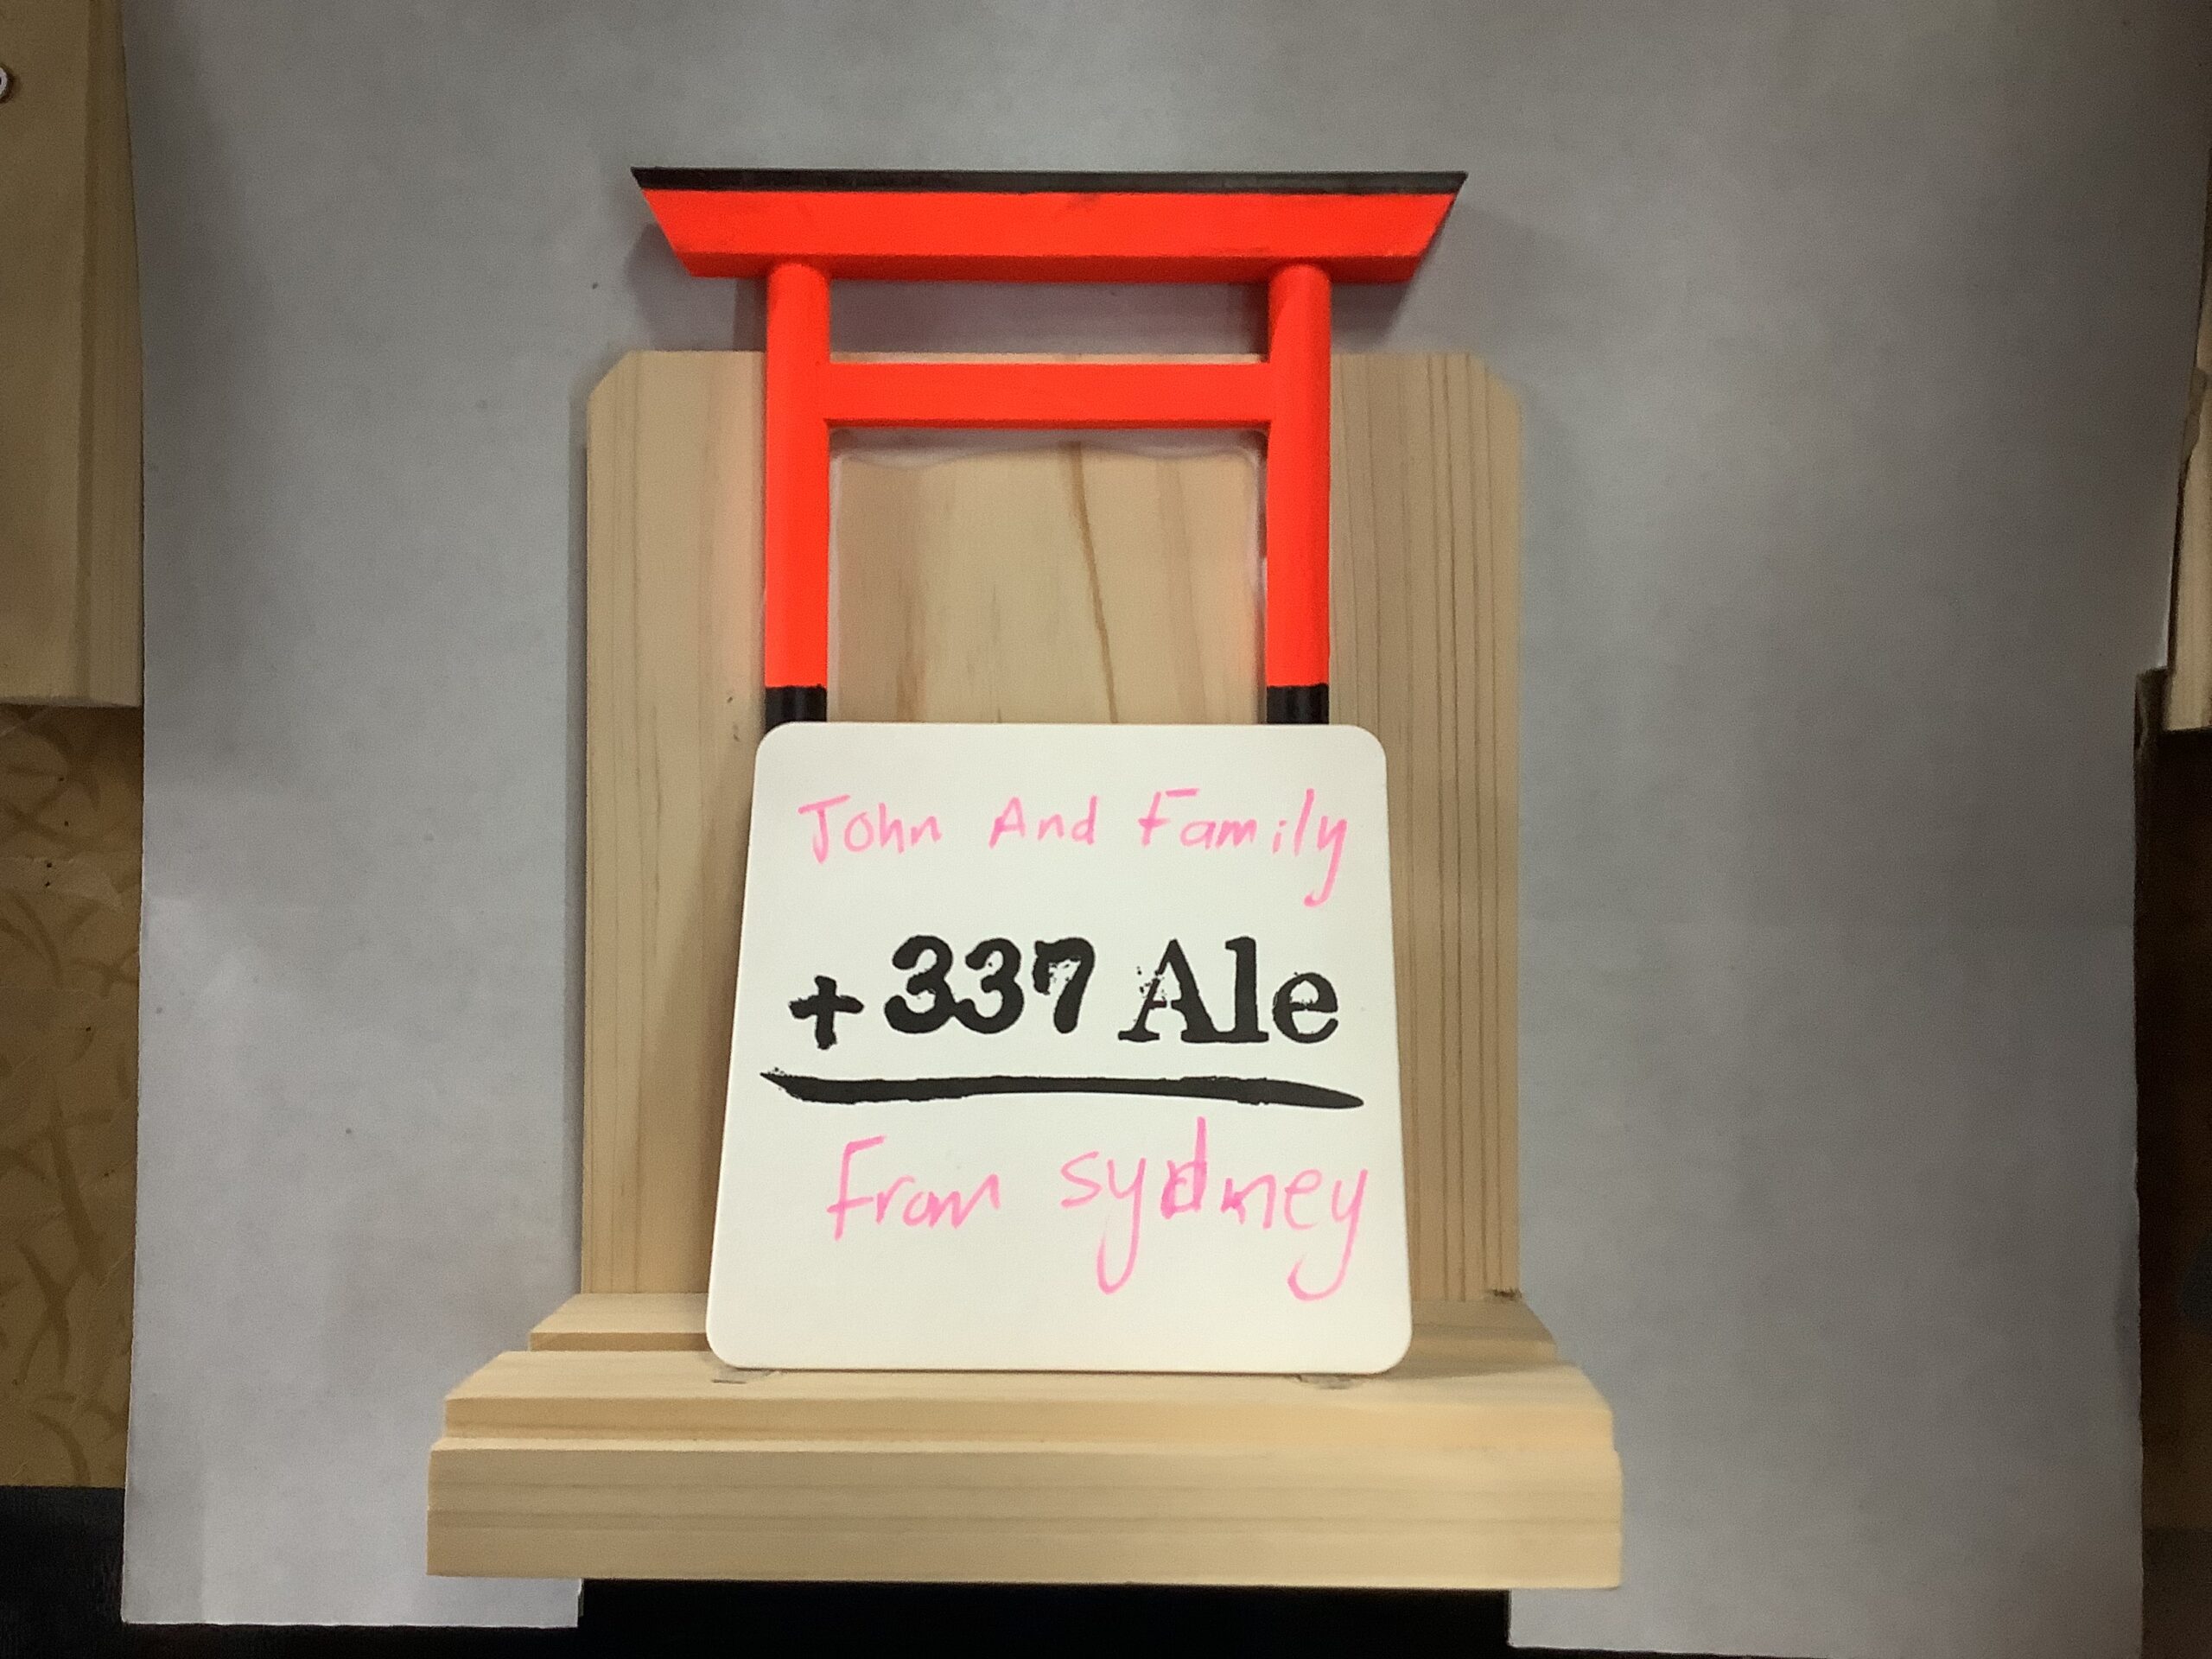 John And Family
+337 Ale
From sydney